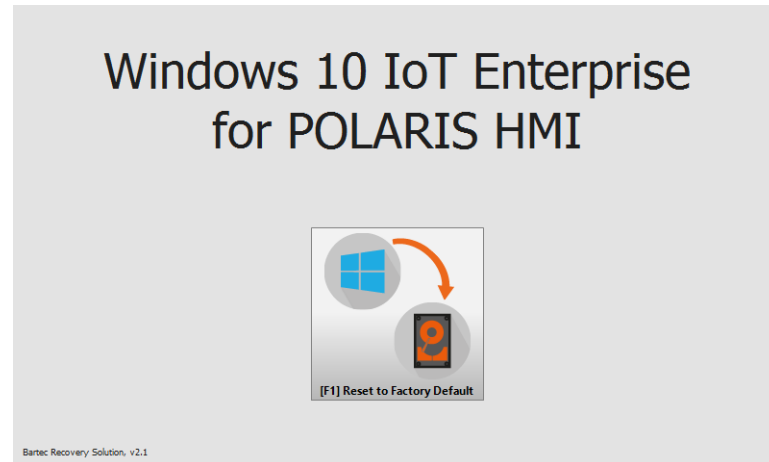 Windows 10 IoT Enterprise
for POLARIS HMI
[F1] Reset to Factory Default
Bartec Recovery Solution, v2.1